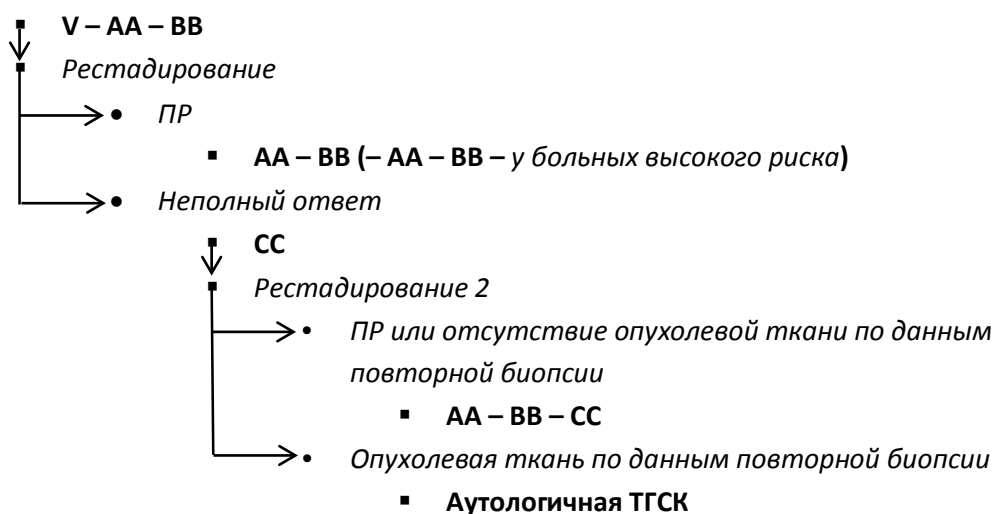 V – AA – BB
Рестадирование
ПР
AA – BB (– AA – BB – у больных высокого риска)
Неполный ответ
CC
Рестадирование 2
ПР или отсутствие опухолевой ткани по данным
повторной биопсии
AA – BB – CC
Опухолевая ткань по данным повторной биопсии
Аутологичная ТГСК